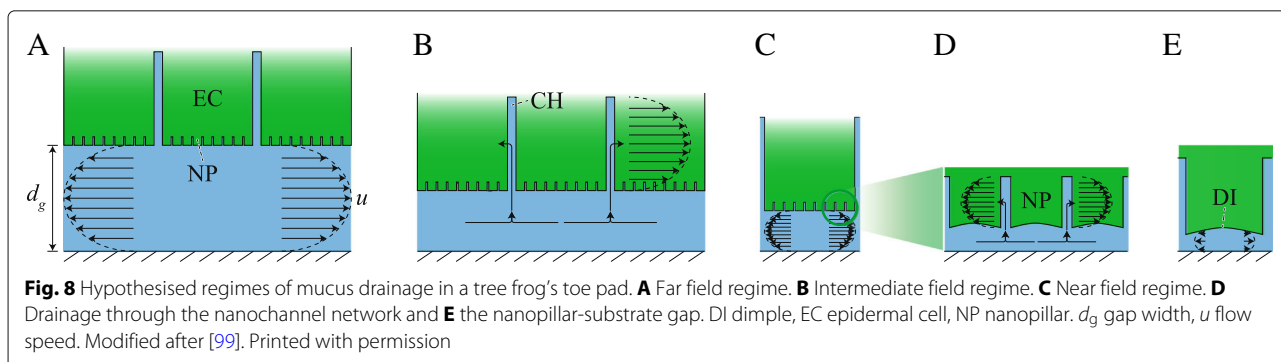 A
B
C
D
E
EC
CH
NP
d_g
u
NP
DI
Fig. 8 Hypothesised regimes of mucus drainage in a tree frog's toe pad. A Far field regime. B Intermediate field regime. C Near field regime. D
Drainage through the nanochannel network and E the nanopillar-substrate gap. DI dimple, EC epidermal cell, NP nanopillar. d_g gap width, u flow
speed. Modified after [99]. Printed with permission